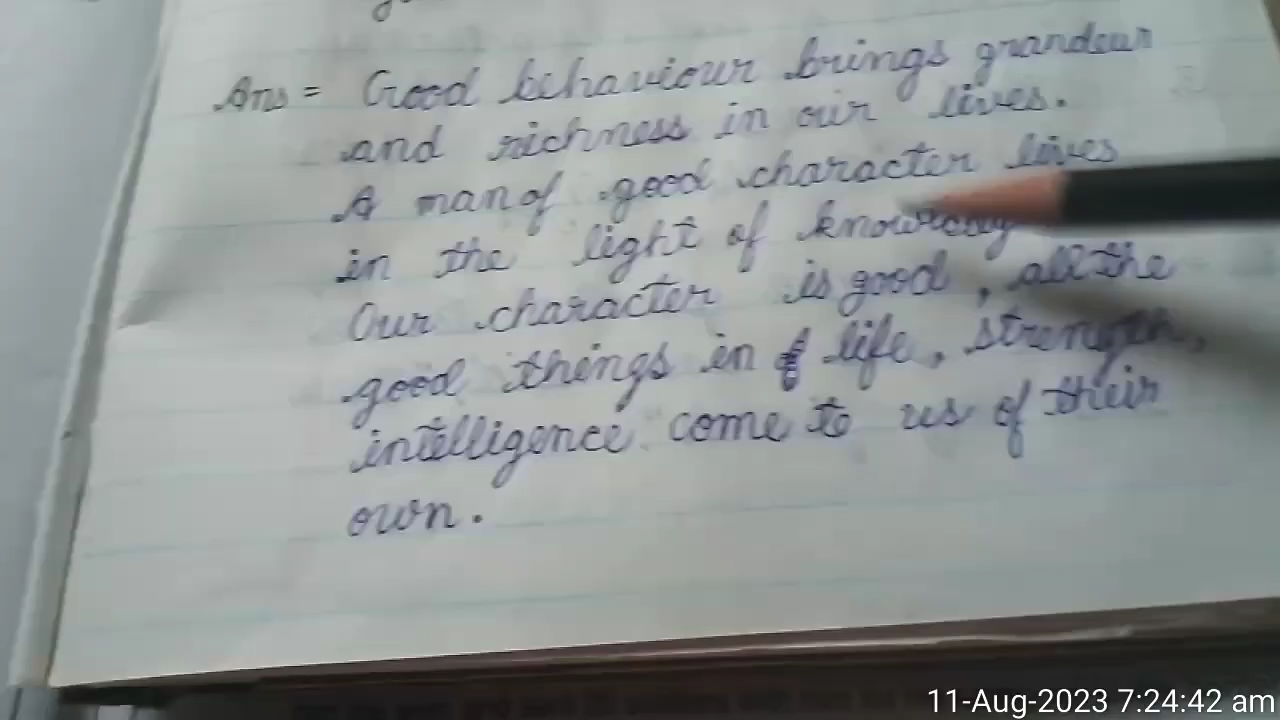 Ans = Good behaviour brings grandeur
and richness in our lives.
A man of good character lives
in the light of knowledge
Our character is good, all the
good things in life, strength,
intelligence come to us of their
own.
11-Aug-2023 7:24:42 am